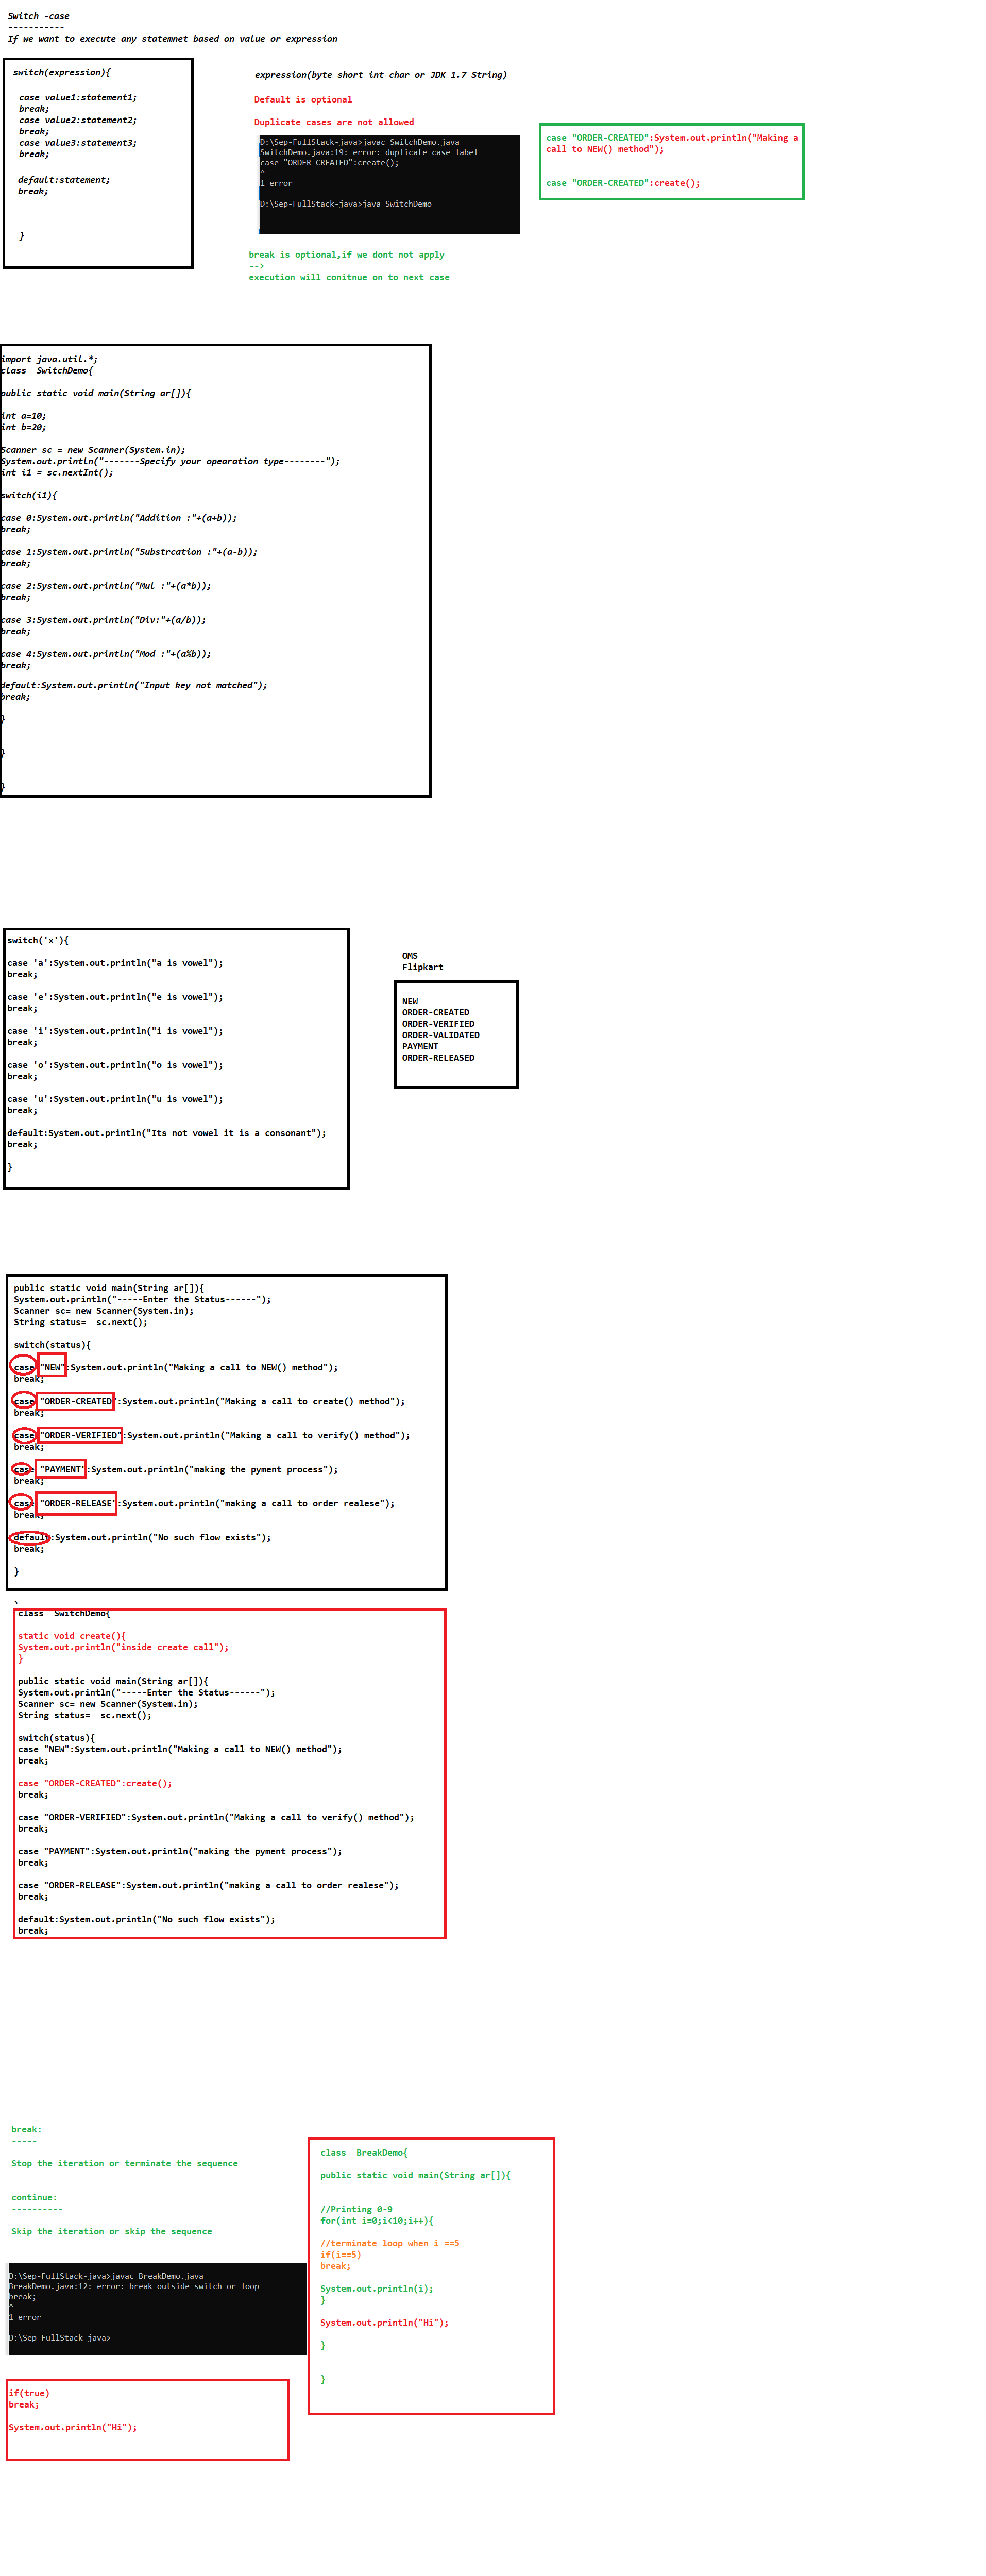 Switch -case
-----------
If we want to execute any statemnet based on value or expression
switch(expression){
case value1:statement1;
break;
case value2:statement2;
break;
case value3:statement3;
break;
default:statement;
break;
}
expression(byte short int char or JDK 1.7 String)
Default is optional
Duplicate cases are not allowed
D:\Sep-FullStack-java>javac SwitchDemo.java
SwitchDemo.java:19: error: duplicate case label
case "ORDER-CREATED":create();
^
1 error
D:\Sep-FullStack-java>java SwitchDemo
case "ORDER-CREATED":System.out.println("Making a
call to NEW() method");
case "ORDER-CREATED":create();
break is optional,if we dont not apply
-->
execution will conitnue on to next case
import java.util.*;
class  SwitchDemo{
public static void main(String ar[]){
int a=10;
int b=20;
Scanner sc = new Scanner(System.in);
System.out.println("-------Specify your opearation type--------");
int i1 = sc.nextInt();
switch(i1){
case 0:System.out.println("Addition :"+(a+b));
break;
case 1:System.out.println("Substrcation :"+(a-b));
break;
case 2:System.out.println("Mul :"+(a*b));
break;
case 3:System.out.println("Div:"+(a/b));
break;
case 4:System.out.println("Mod :"+(a%b));
break;
default:System.out.println("Input key not matched");
break;
}
}
}
switch('x'){
case 'a':System.out.println("a is vowel");
break;
case 'e':System.out.println("e is vowel");
break;
case 'i':System.out.println("i is vowel");
break;
case 'o':System.out.println("o is vowel");
break;
case 'u':System.out.println("u is vowel");
break;
default:System.out.println("Its not vowel it is a consonant");
break;
}
OMS
Flipkart
NEW
ORDER-CREATED
ORDER-VERIFIED
ORDER-VALIDATED
PAYMENT
ORDER-RELEASED
public static void main(String ar[]){
System.out.println("-----Enter the Status------");
Scanner sc= new Scanner(System.in);
String status=  sc.next();
switch(status){
case "NEW":System.out.println("Making a call to NEW() method");
break;
case "ORDER-CREATED":System.out.println("Making a call to create() method");
break;
case "ORDER-VERIFIED":System.out.println("Making a call to verify() method");
break;
case "PAYMENT":System.out.println("making the pyment process");
break;
case "ORDER-RELEASE":System.out.println("making a call to order realese");
break;
default:System.out.println("No such flow exists");
break;
}
class  SwitchDemo{
static void create(){
System.out.println("inside create call");
}
public static void main(String ar[]){
System.out.println("-----Enter the Status------");
Scanner sc= new Scanner(System.in);
String status=  sc.next();
switch(status){
case "NEW":System.out.println("Making a call to NEW() method");
break;
case "ORDER-CREATED":create();
break;
case "ORDER-VERIFIED":System.out.println("Making a call to verify() method");
break;
case "PAYMENT":System.out.println("making the pyment process");
break;
case "ORDER-RELEASE":System.out.println("making a call to order realese");
break;
default:System.out.println("No such flow exists");
break;
break:
-----
Stop the iteration or terminate the sequence
continue:
----------
Skip the iteration or skip the sequence
D:\Sep-FullStack-java>javac BreakDemo.java
BreakDemo.java:12: error: break outside switch or loop
break;
^
1 error
D:\Sep-FullStack-java>
if(true)
break;
System.out.println("Hi");
class  BreakDemo{
public static void main(String ar[]){
//Printing 0-9
for(int i=0;i<10;i++){
//terminate loop when i ==5
if(i==5)
break;
System.out.println(i);
}
System.out.println("Hi");
}
}